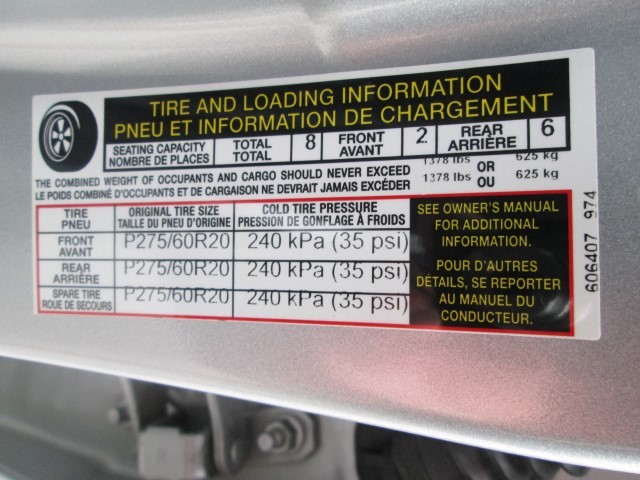 TIRE AND LOADING INFORMATION
PNEU ET INFORMATION DE CHARGEMENT
SEATING CAPACITY TOTAL 8 FRONT 2 REAR 6
NOMBRE DE PLACES TOTAL AVANT ARRIÈRE
THE COMBINED WEIGHT OF OCCUPANTS AND CARGO SHOULD NEVER EXCEED 1378 lbs OR 625 kg
LE POIDS COMBINÉ D'OCCUPANTS ET DE CARGAISON NE DEVRAIT JAMAIS EXCÉDER 1378 lbs OU 625 kg
TIRE ORIGINAL TIRE SIZE COLD TIRE PRESSURE
PNEU TAILLE DU PNEU D'ORIGINE PRESSION DE GONFLAGE À FROIDS
FRONT
AVANT P275/60R20 240 kPa (35 psi)
REAR
ARRIÈRE P275/60R20 240 kPa (35 psi)
SPARE TIRE
ROUE DE SECOURS P275/60R20 240 kPa (35 psi)
SEE OWNER'S MANUAL
FOR ADDITIONAL
INFORMATION.
POUR D'AUTRES
DÉTAILS, SE REPORTER
AU MANUEL DU
CONDUCTEUR.
606407 974